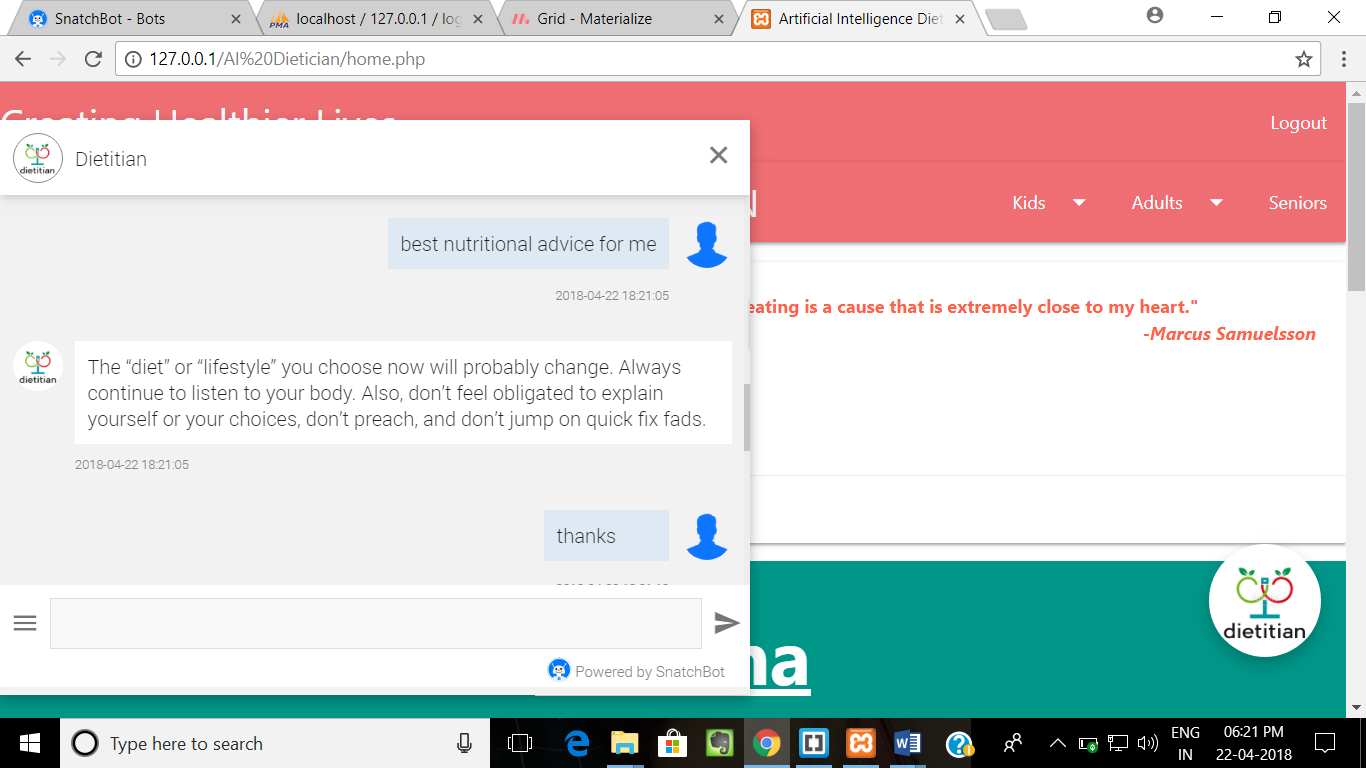 SnatchBot - Bots
localhost / 127.0.0.1 / log
Grid - Materialize
Artificial Intelligence Diet
127.0.0.1/AI%20Dietician/home.php
Creating Healthier Lives
Logout
dietitian
Dietitian
N
Kids
Adults
Seniors
best nutritional advice for me
2018-04-22 18:21:05
eating is a cause that is extremely close to my heart."
-Marcus Samuelsson
dietitian
The “diet” or “lifestyle” you choose now will probably change. Always
continue to listen to your body. Also, don’t feel obligated to explain
yourself or your choices, don’t preach, and don’t jump on quick fix fads.
2018-04-22 18:21:05
thanks
dietitian
na
Powered by SnatchBot
Type here to search
ENG
IN
06:21 PM
22-04-2018